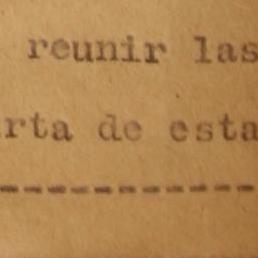 reunir las
rta de esta
----------